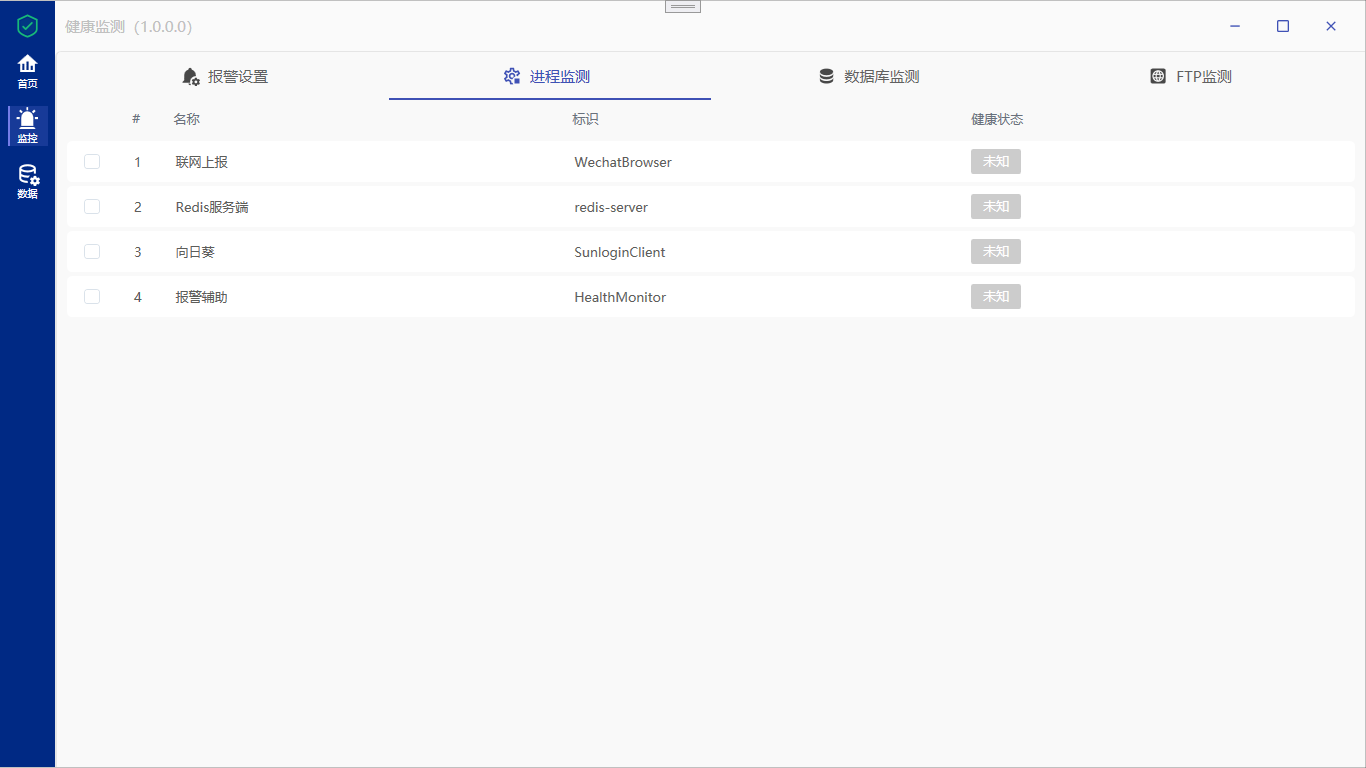 健康监测（1.0.0.0）
首页
监控
数据
报警设置 进程监测 数据库监测 FTP监测
# 名称 标识 健康状态
1 联网上报 WechatBrowser 未知
2 Redis服务端 redis-server 未知
3 向日葵 SunloginClient 未知
4 报警辅助 HealthMonitor 未知